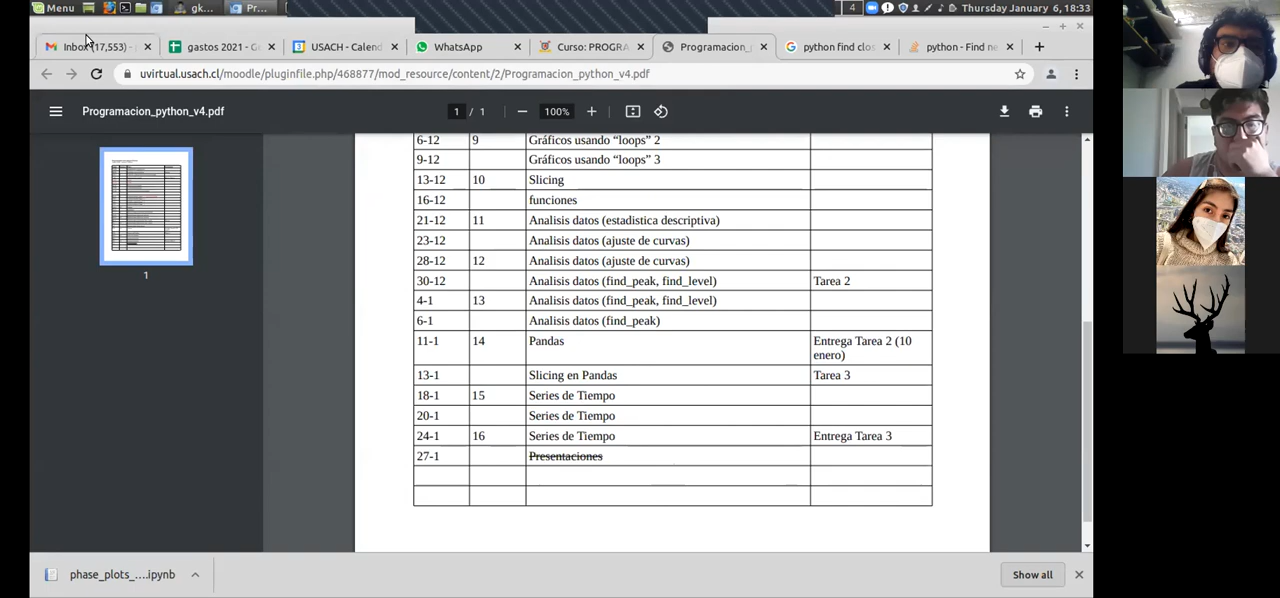 Menu gk... Pr... 4 Thursday January 6, 18:33
Inbox (17,553) - gastos 2021 - G USACH - Calend WhatsApp Curso: PROGRA Programacion_ python find clos python - Find ne
uvirtual.usach.cl/moodle/pluginfile.php/468877/mod_resource/content/2/Programacion_python_v4.pdf
Programacion_python_v4.pdf 1 / 1 100%
6-12 9 Gráficos usando “loops” 2
9-12 Gráficos usando “loops” 3
13-12 10 Slicing
16-12 funciones
21-12 11 Analisis datos (estadistica descriptiva)
23-12 Analisis datos (ajuste de curvas)
28-12 12 Analisis datos (ajuste de curvas)
30-12 Analisis datos (find_peak, find_level) Tarea 2
4-1 13 Analisis datos (find_peak, find_level)
6-1 Analisis datos (find_peak)
11-1 14 Pandas Entrega Tarea 2 (10
enero)
13-1 Slicing en Pandas Tarea 3
18-1 15 Series de Tiempo
20-1 Series de Tiempo
24-1 16 Series de Tiempo Entrega Tarea 3
27-1 Presentaciones
1
phase_plots_....ipynb Show all